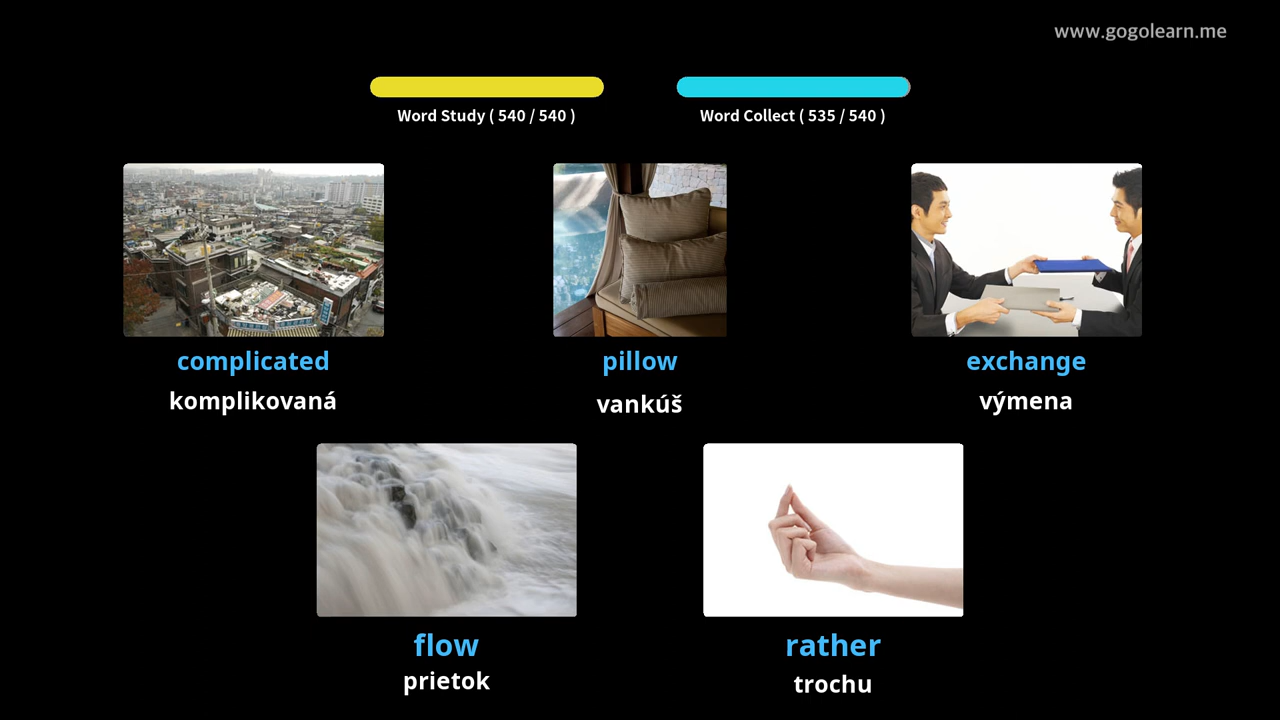 www.gogolearn.me
Word Study ( 540 / 540 )
Word Collect ( 535 / 540 )
complicated
komplikovaná
pillow
vankúš
exchange
výmena
flow
prietok
rather
trochu